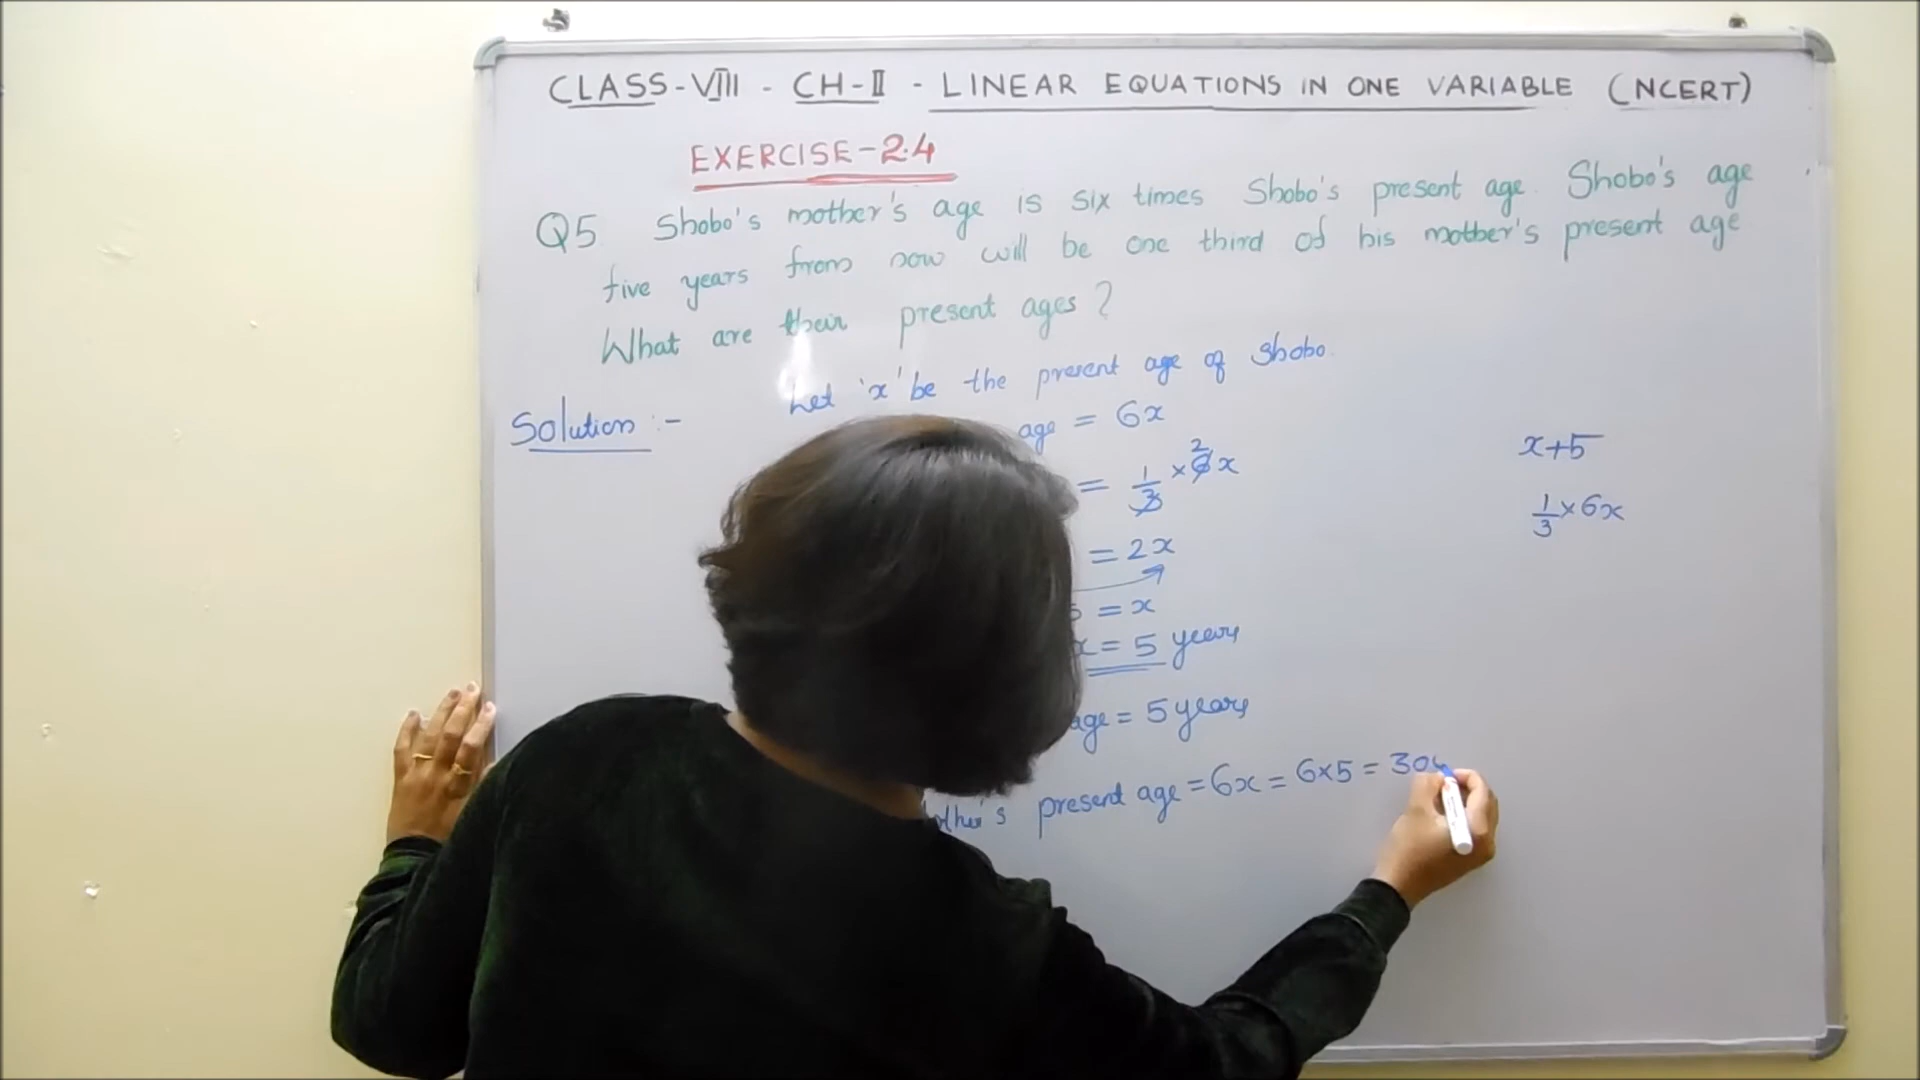 CLASS-VIII - CH-II - LINEAR EQUATIONS IN ONE VARIABLE (NCERT)
EXERCISE-2.4
Q5 Shobo's mother's age is six times Shobo's present age. Shobo's age
five years from now will be one third of his mother's present age.
What are their present ages?
Solution :- Let 'x' be the present age of Shobo.
age = 6x
= 1/3 × 6x 2
= 2x
5 = x
x = 5 years
age = 5 years
present age = 6x = 6×5 = 30
x+5
1/3 × 6x